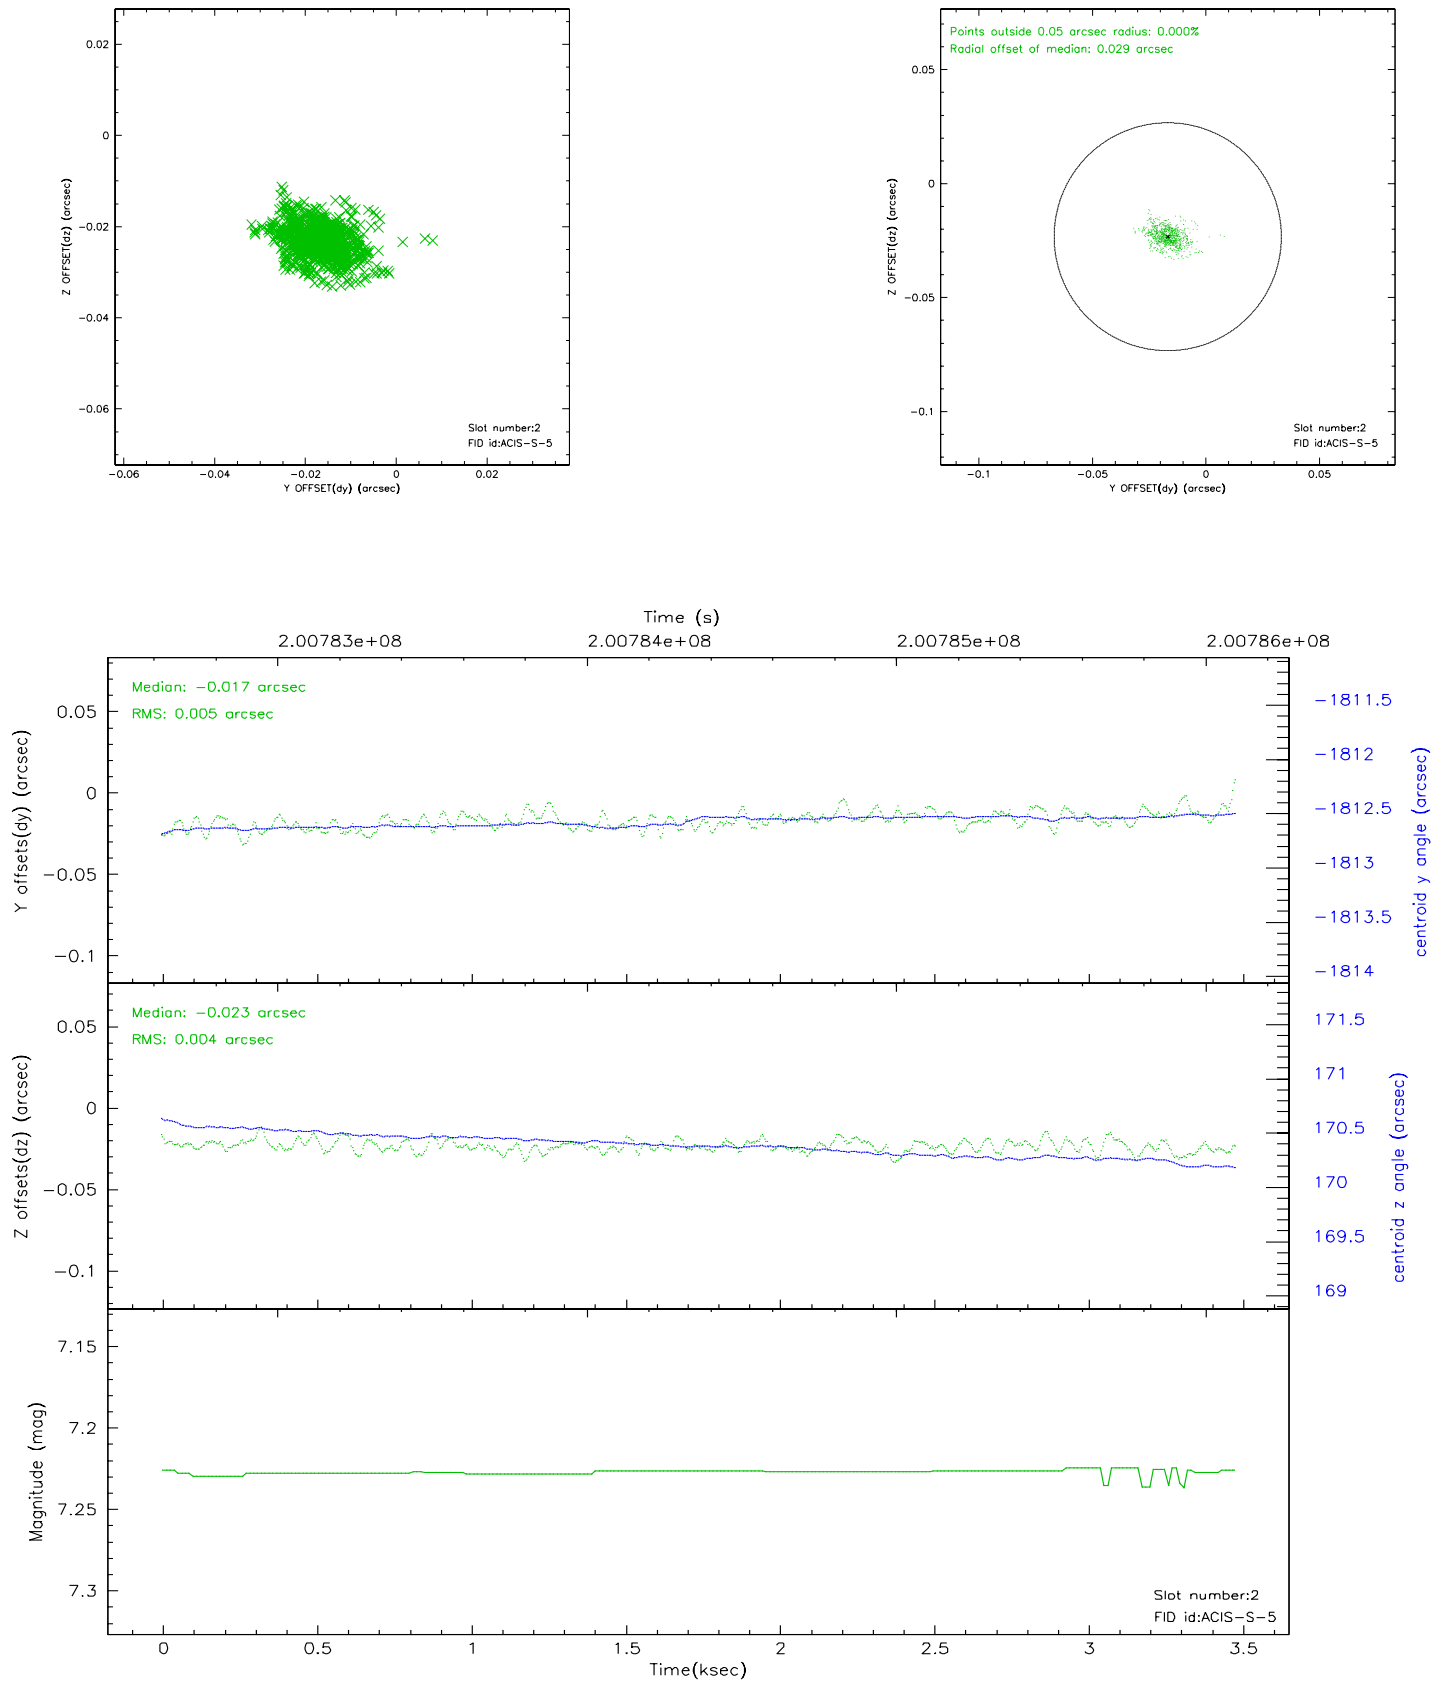 0.02
0
-0.02
-0.04
-0.06
Z OFFSET(dz) (arcsec)
Slot number:2
FID id:ACIS-S-5
-0.06
-0.04
-0.02
0
0.02
Y OFFSET(dy) (arcsec)
Points outside 0.05 arcsec radius: 0.000%
Radial offset of median: 0.029 arcsec
0.05
0
-0.05
-0.1
Z OFFSET(dz) (arcsec)
Slot number:2
FID id:ACIS-S-5
-0.1
-0.05
0
0.05
Y OFFSET(dy) (arcsec)
Time (s)
2.00783e+08
2.00784e+08
2.00785e+08
2.00786e+08
Median: -0.017 arcsec
RMS: 0.005 arcsec
0.05
0
-0.05
-0.1
Y offsets(dy) (arcsec)
-1811.5
-1812
-1812.5
-1813
-1813.5
-1814
centroid y angle (arcsec)
Median: -0.023 arcsec
RMS: 0.004 arcsec
0.05
0
-0.05
-0.1
Z offsets(dz) (arcsec)
171.5
171
170.5
170
169.5
169
centroid z angle (arcsec)
7.15
7.2
7.25
7.3
Magnitude (mag)
Slot number:2
FID id:ACIS-S-5
0
0.5
1
1.5
2
2.5
3
3.5
Time(ksec)